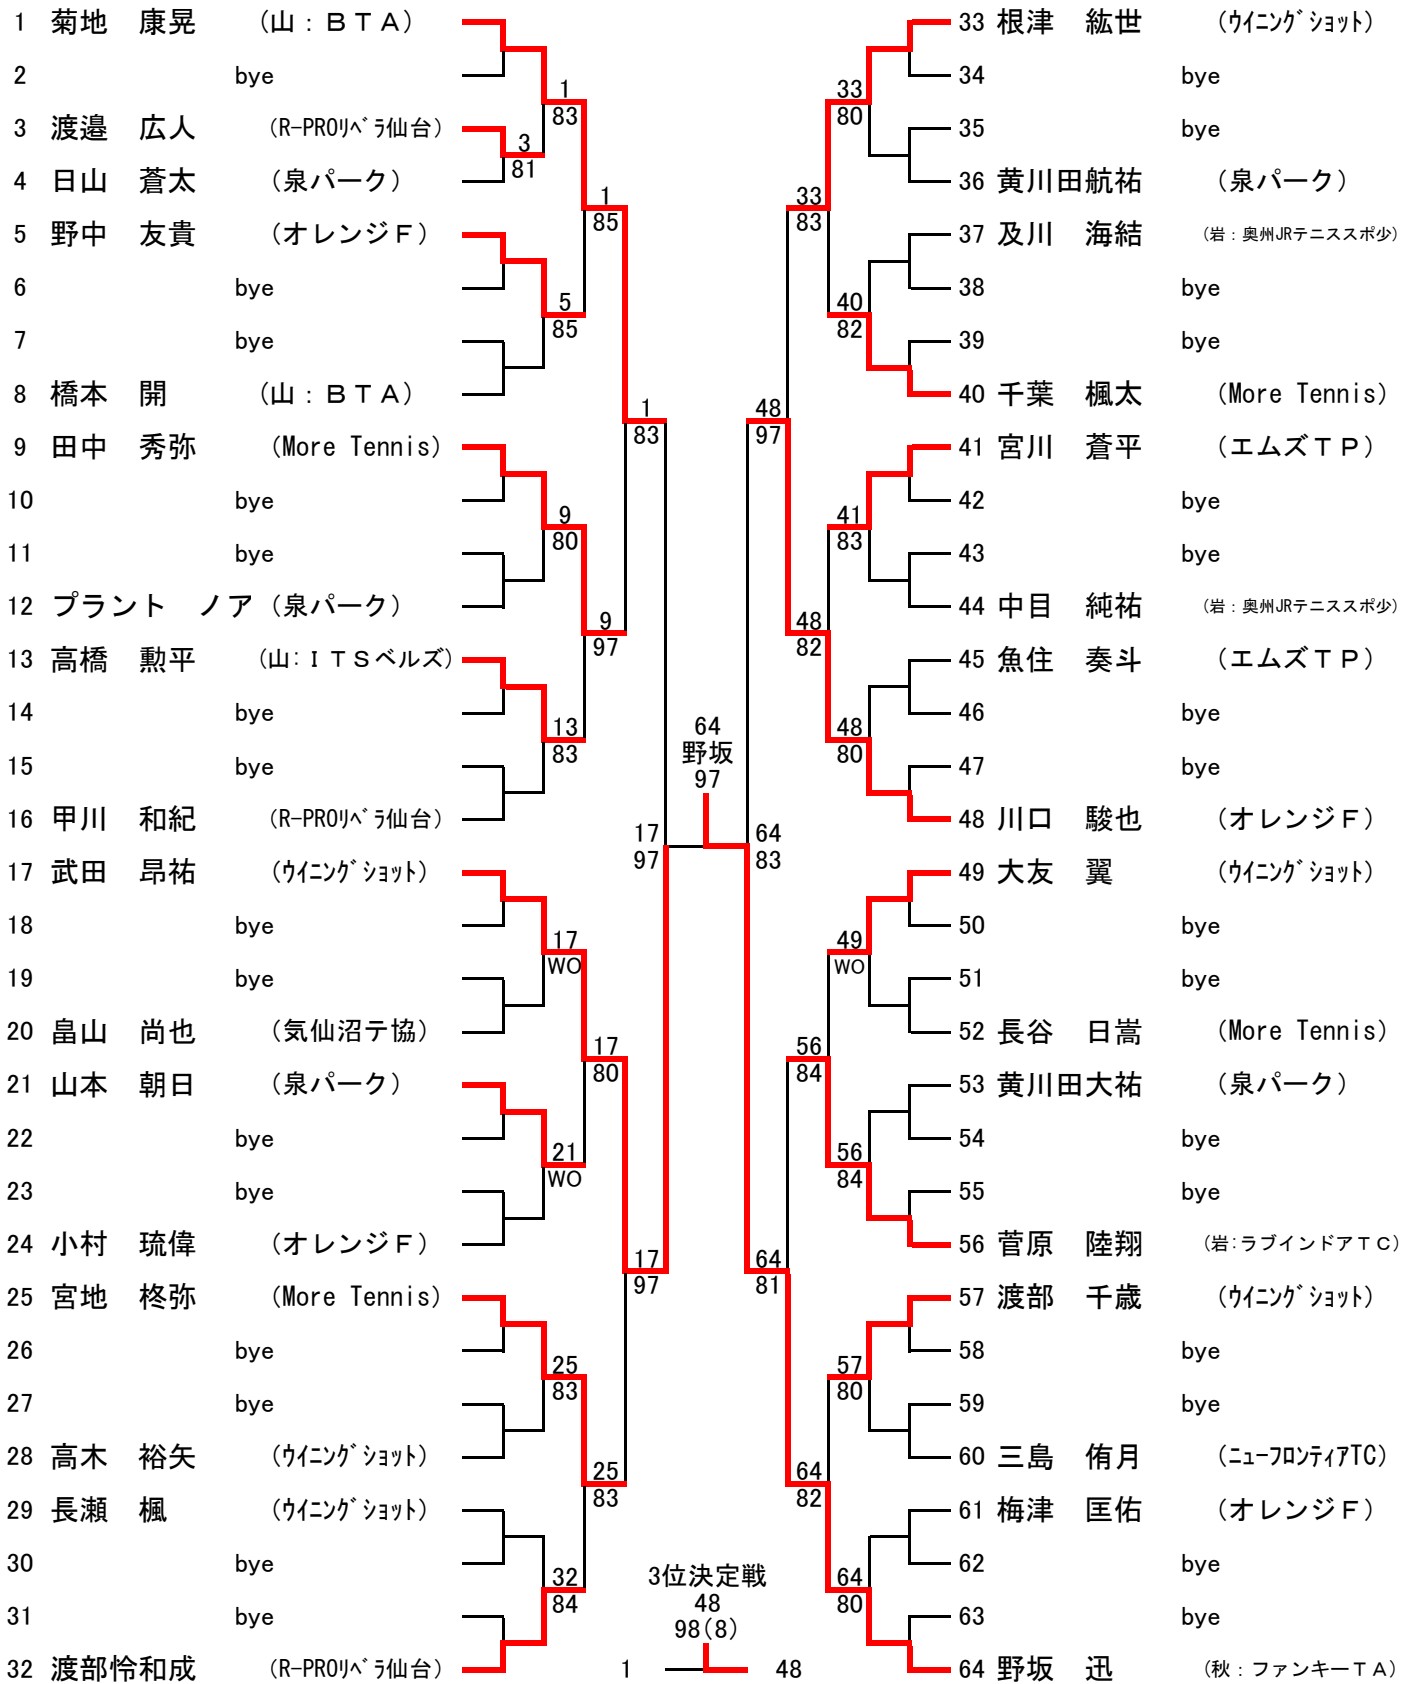 1 菊地 康晃 (山：ＢＴＡ)
2 bye
3 渡邉 広人 (R-PROﾘﾍﾞﾗ仙台)
4 日山 蒼太 (泉パーク)
5 野中 友貴 (オレンジＦ)
6 bye
7 bye
8 橋本 開 (山：ＢＴＡ)
9 田中 秀弥 (More Tennis)
10 bye
11 bye
12 プラント ノア (泉パーク)
13 高橋 勲平 (山：ＩＴＳベルズ)
14 bye
15 bye
16 甲川 和紀 (R-PROﾘﾍﾞﾗ仙台)
17 武田 昂祐 (ｳｲﾆﾝｸﾞｼｮｯﾄ)
18 bye
19 bye
20 畠山 尚也 (気仙沼テ協)
21 山本 朝日 (泉パーク)
22 bye
23 bye
24 小村 琉偉 (オレンジＦ)
25 宮地 柊弥 (More Tennis)
26 bye
27 bye
28 高木 裕矢 (ｳｲﾆﾝｸﾞｼｮｯﾄ)
29 長瀬 楓 (ｳｲﾆﾝｸﾞｼｮｯﾄ)
30 bye
31 bye
32 渡部怜和成 (R-PROﾘﾍﾞﾗ仙台)
3
81
1
83
5
85
9
80
13
83
17
WO
21
WO
25
83
32
84
1
85
9
97
17
80
25
83
1
83
17
97
17
97
64
野坂
97
64
83
48
97
64
81
33
83
48
82
56
84
64
82
33
80
40
82
41
83
48
80
49
WO
56
84
57
80
64
80
33 根津 紘世 (ｳｲﾆﾝｸﾞｼｮｯﾄ)
34 bye
35 bye
36 黄川田航祐 (泉パーク)
37 及川 海結 (岩：奥州JRテニススポ少)
38 bye
39 bye
40 千葉 楓太 (More Tennis)
41 宮川 蒼平 (エムズＴＰ)
42 bye
43 bye
44 中目 純祐 (岩：奥州JRテニススポ少)
45 魚住 奏斗 (エムズＴＰ)
46 bye
47 bye
48 川口 駿也 (オレンジＦ)
49 大友 翼 (ｳｲﾆﾝｸﾞｼｮｯﾄ)
50 bye
51 bye
52 長谷 日嵩 (More Tennis)
53 黄川田大祐 (泉パーク)
54 bye
55 bye
56 菅原 陸翔 (岩：ラブインドアＴＣ)
57 渡部 千歳 (ｳｲﾆﾝｸﾞｼｮｯﾄ)
58 bye
59 bye
60 三島 侑月 (ﾆｭｰﾌﾛﾝﾃｨｱTC)
61 梅津 匡佑 (オレンジＦ)
62 bye
63 bye
64 野坂 迅 (秋：ファンキーＴＡ)
3位決定戦
48
98(8)
1 48